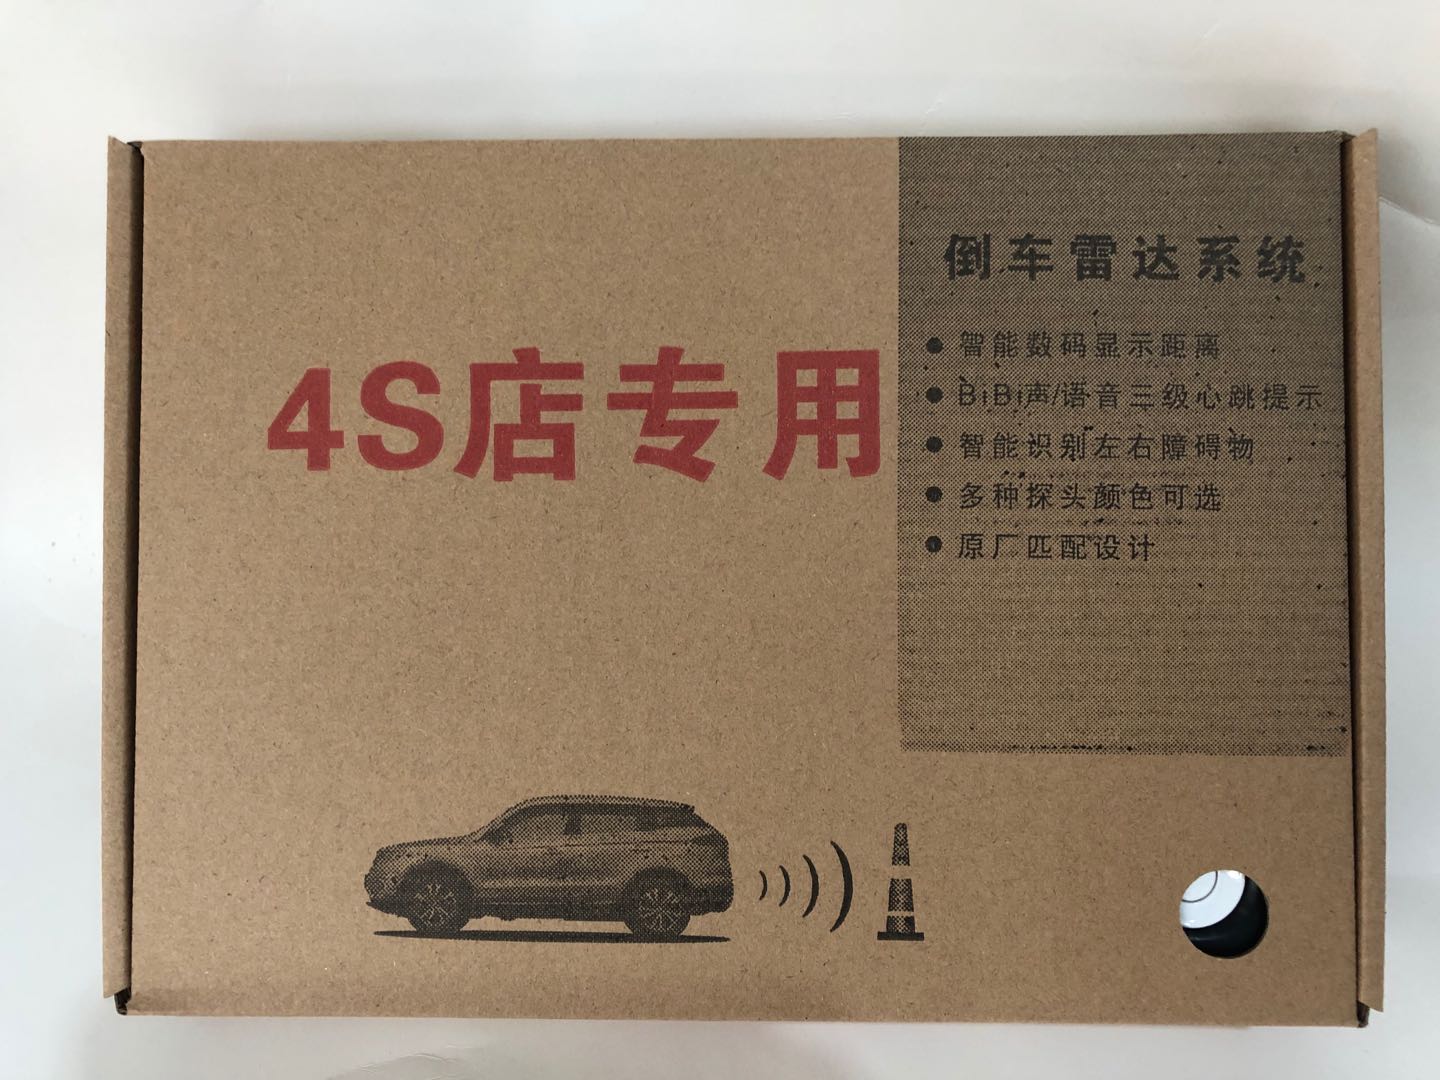 4S店专用
倒车雷达系统
● 智能数码显示距离
● BiBi声/语音三级心跳提示
● 智能识别左右障碍物
● 多种探头颜色可选
● 原厂匹配设计